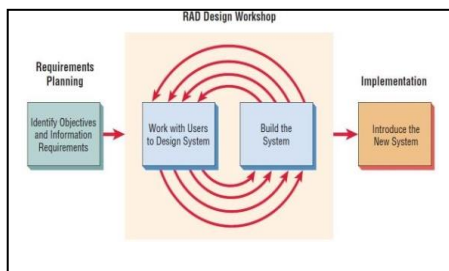 RAD Design Workshop
Requirements
Planning
Identify Objectives
and Information
Requirements
Work with Users
to Design System
Build the
System
Implementation
Introduce the
New System